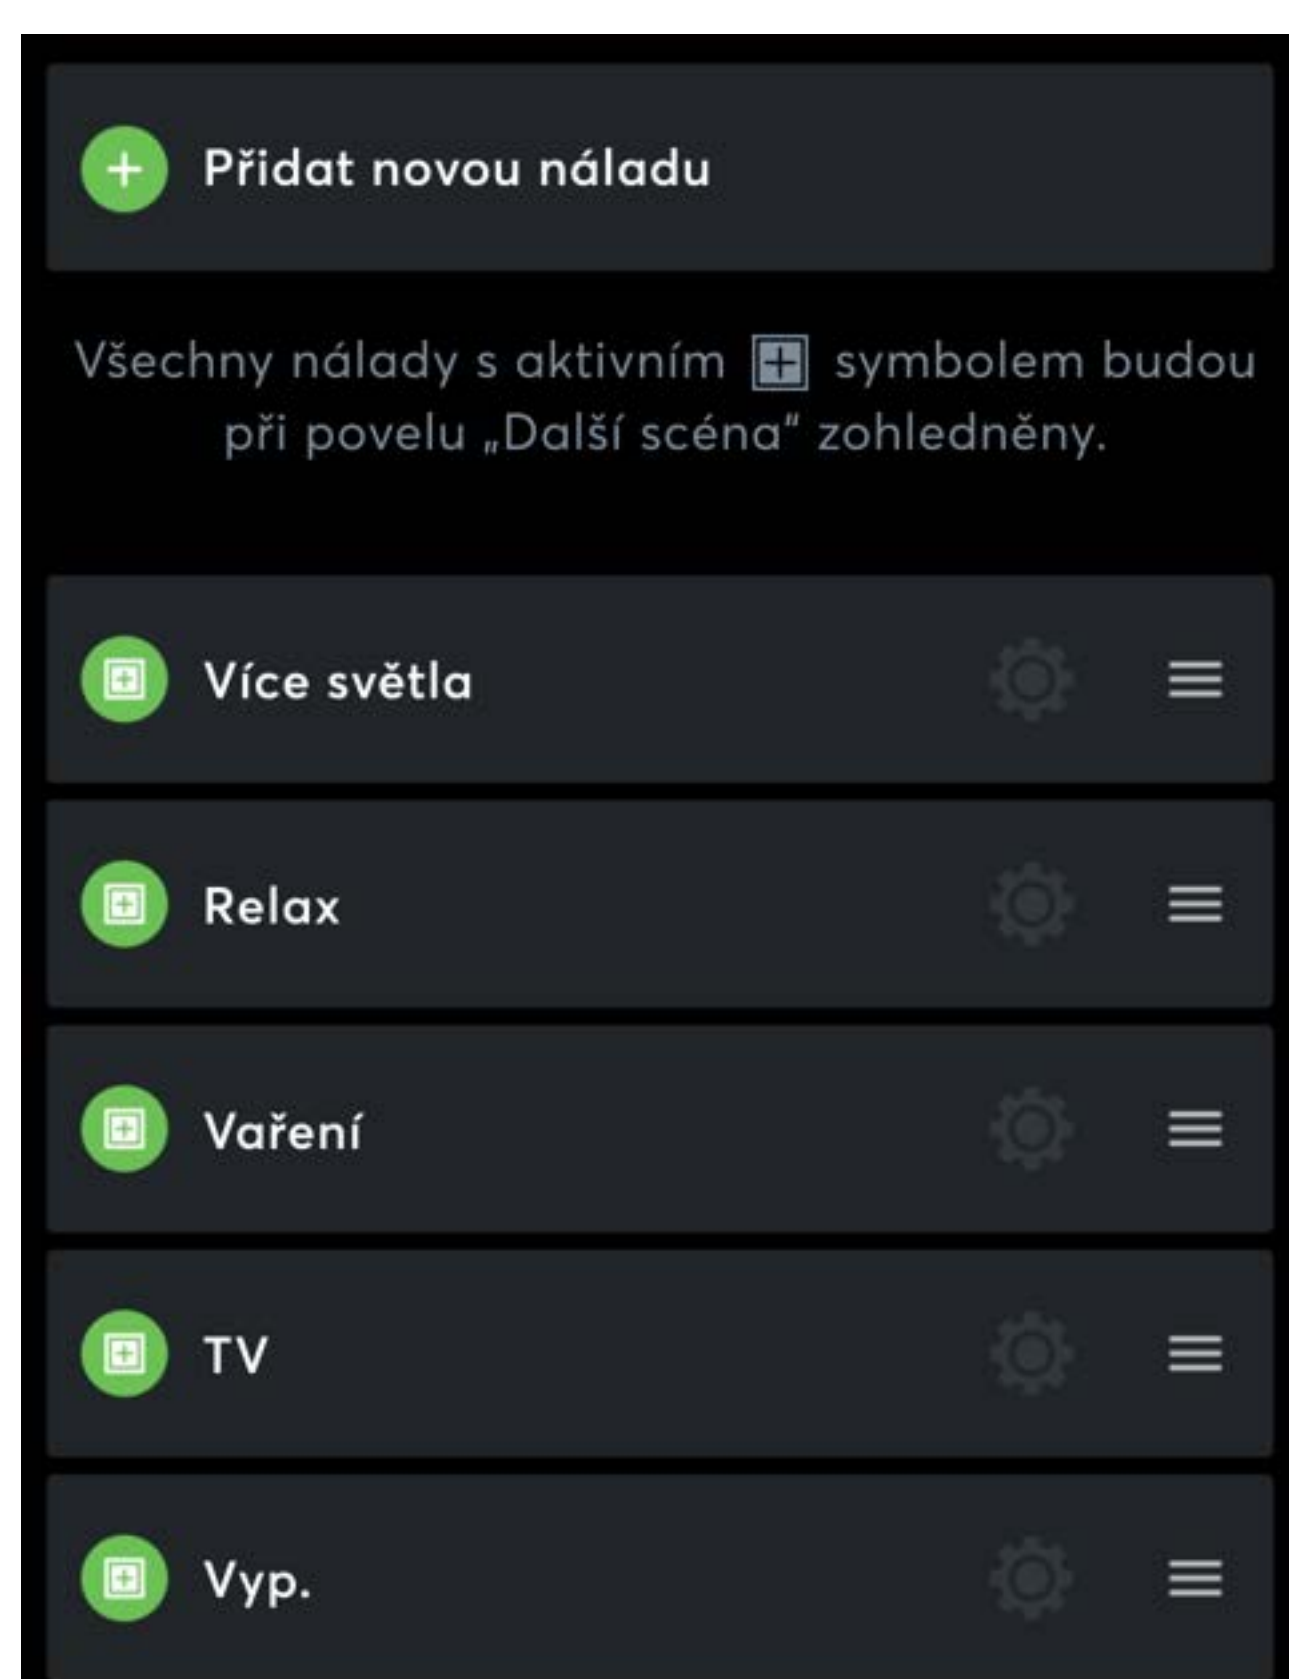 Přidat novou náladu
Všechny nálady s aktivním symbolem budou
při povelu „Další scéna“ zohledněny.
Více světla
Relax
Vaření
TV
Vyp.